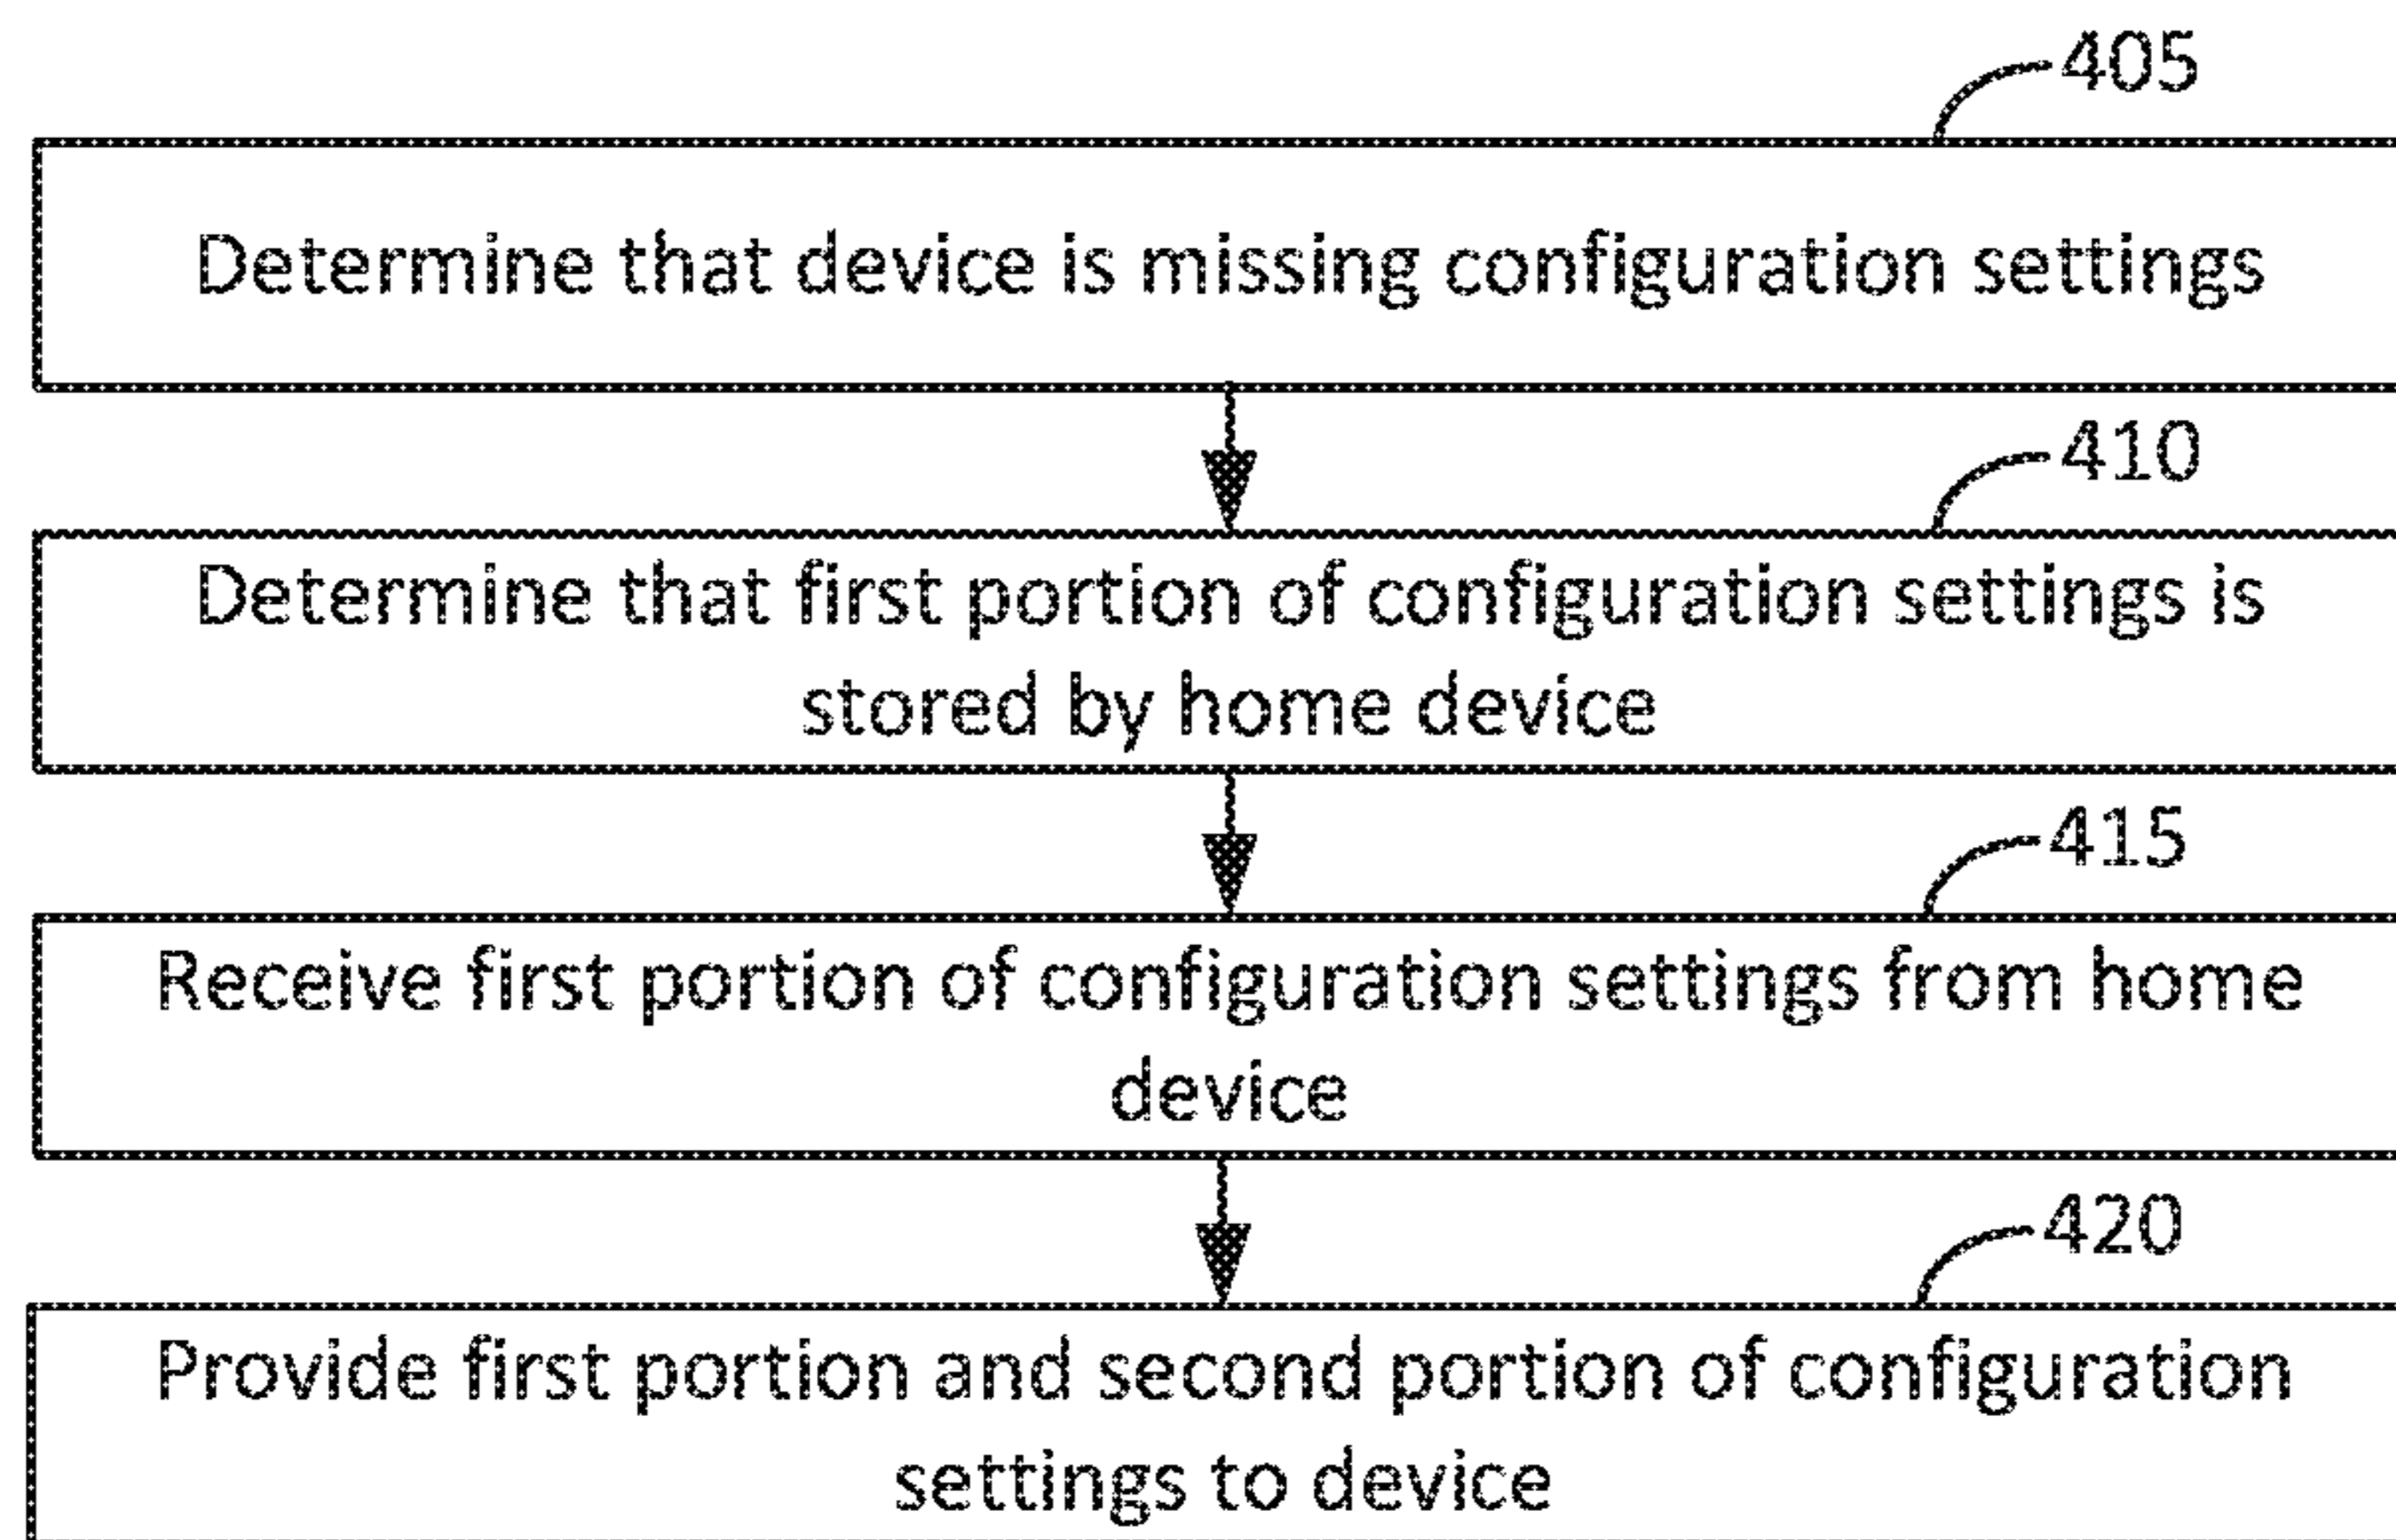 405
Determine that device is missing configuration settings
410
Determine that first portion of configuration settings is
stored by home device
415
Receive first portion of configuration settings from home
device
420
Provide first portion and second portion of configuration
settings to device